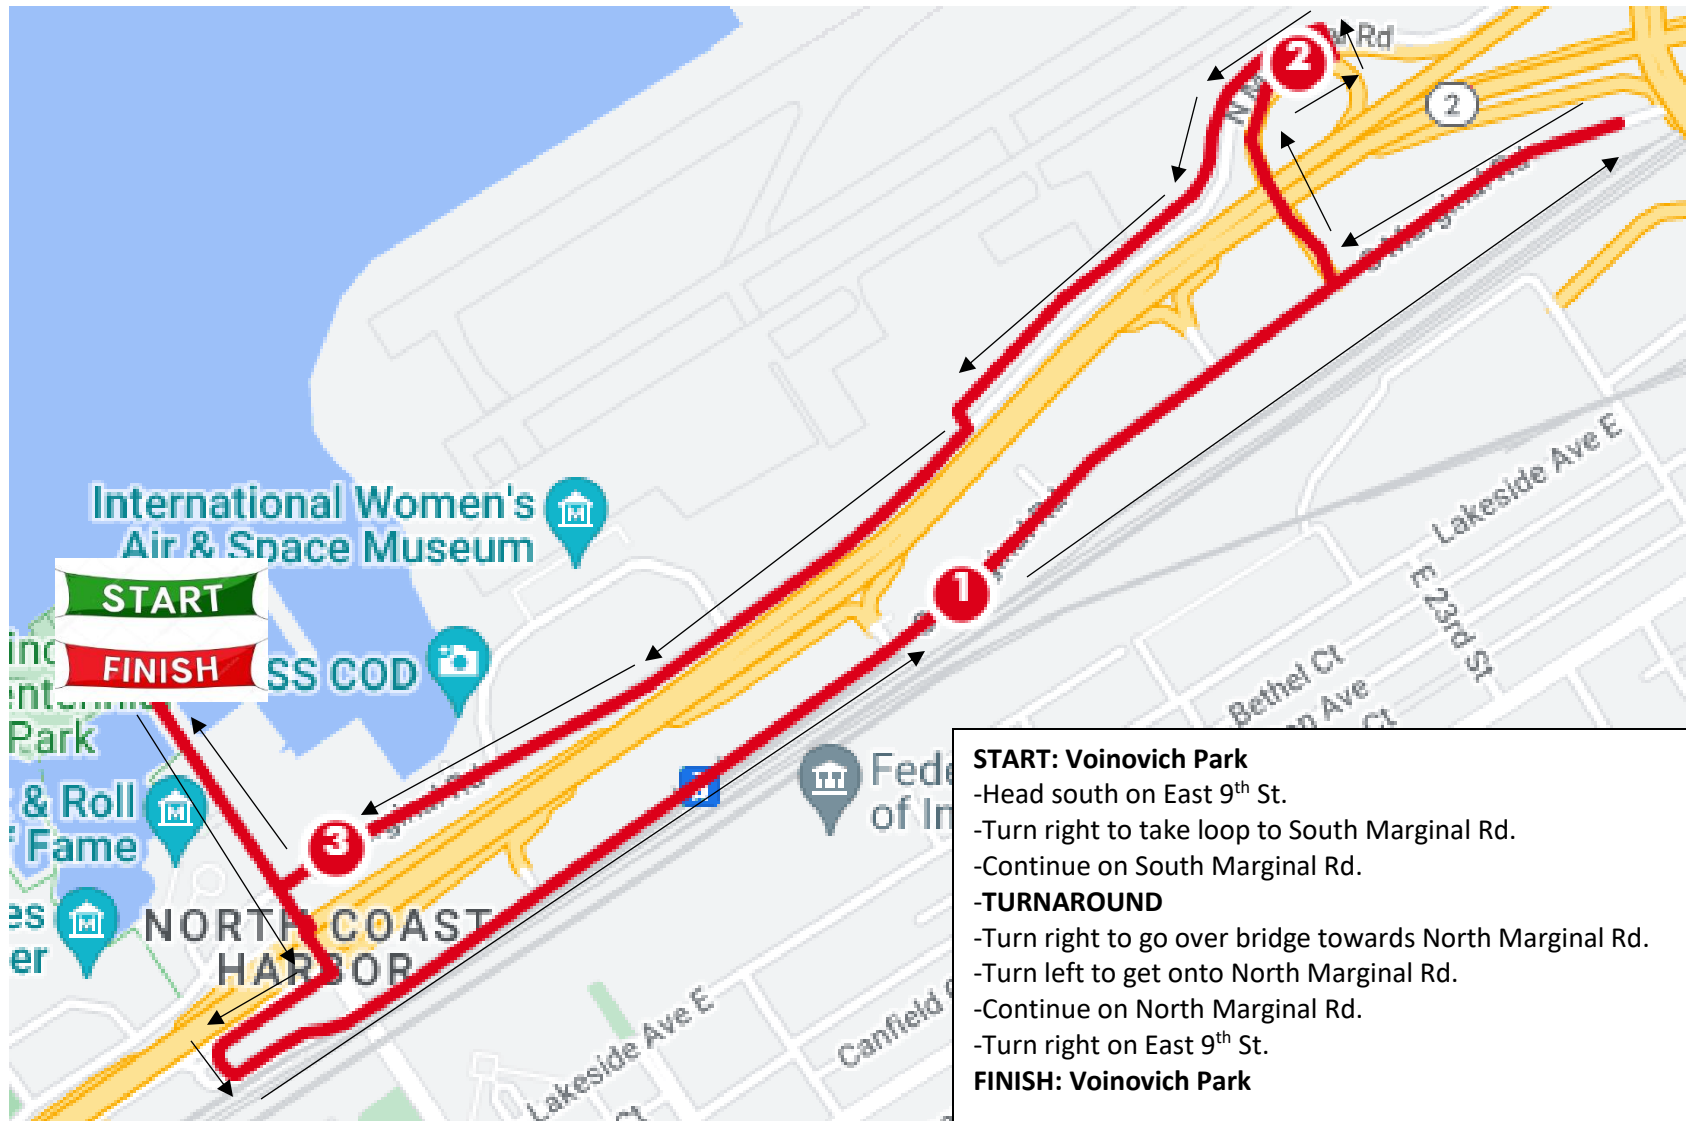 2
Rd
2
N M
Lakeside Ave E
International Women's
Air & Space Museum
E 23rd St
1
START
FINISH
SS COD
Park
Bethel Ct
Ave
Ct
& Roll
Fame
3
NORTH COAST
HARBOR
er
Lakeside Ave E
Canfield
START: Voinovich Park
-Head south on East 9th St.
-Turn right to take loop to South Marginal Rd.
-Continue on South Marginal Rd.
-TURNAROUND
-Turn right to go over bridge towards North Marginal Rd.
-Turn left to get onto North Marginal Rd.
-Continue on North Marginal Rd.
-Turn right on East 9th St.
FINISH: Voinovich Park